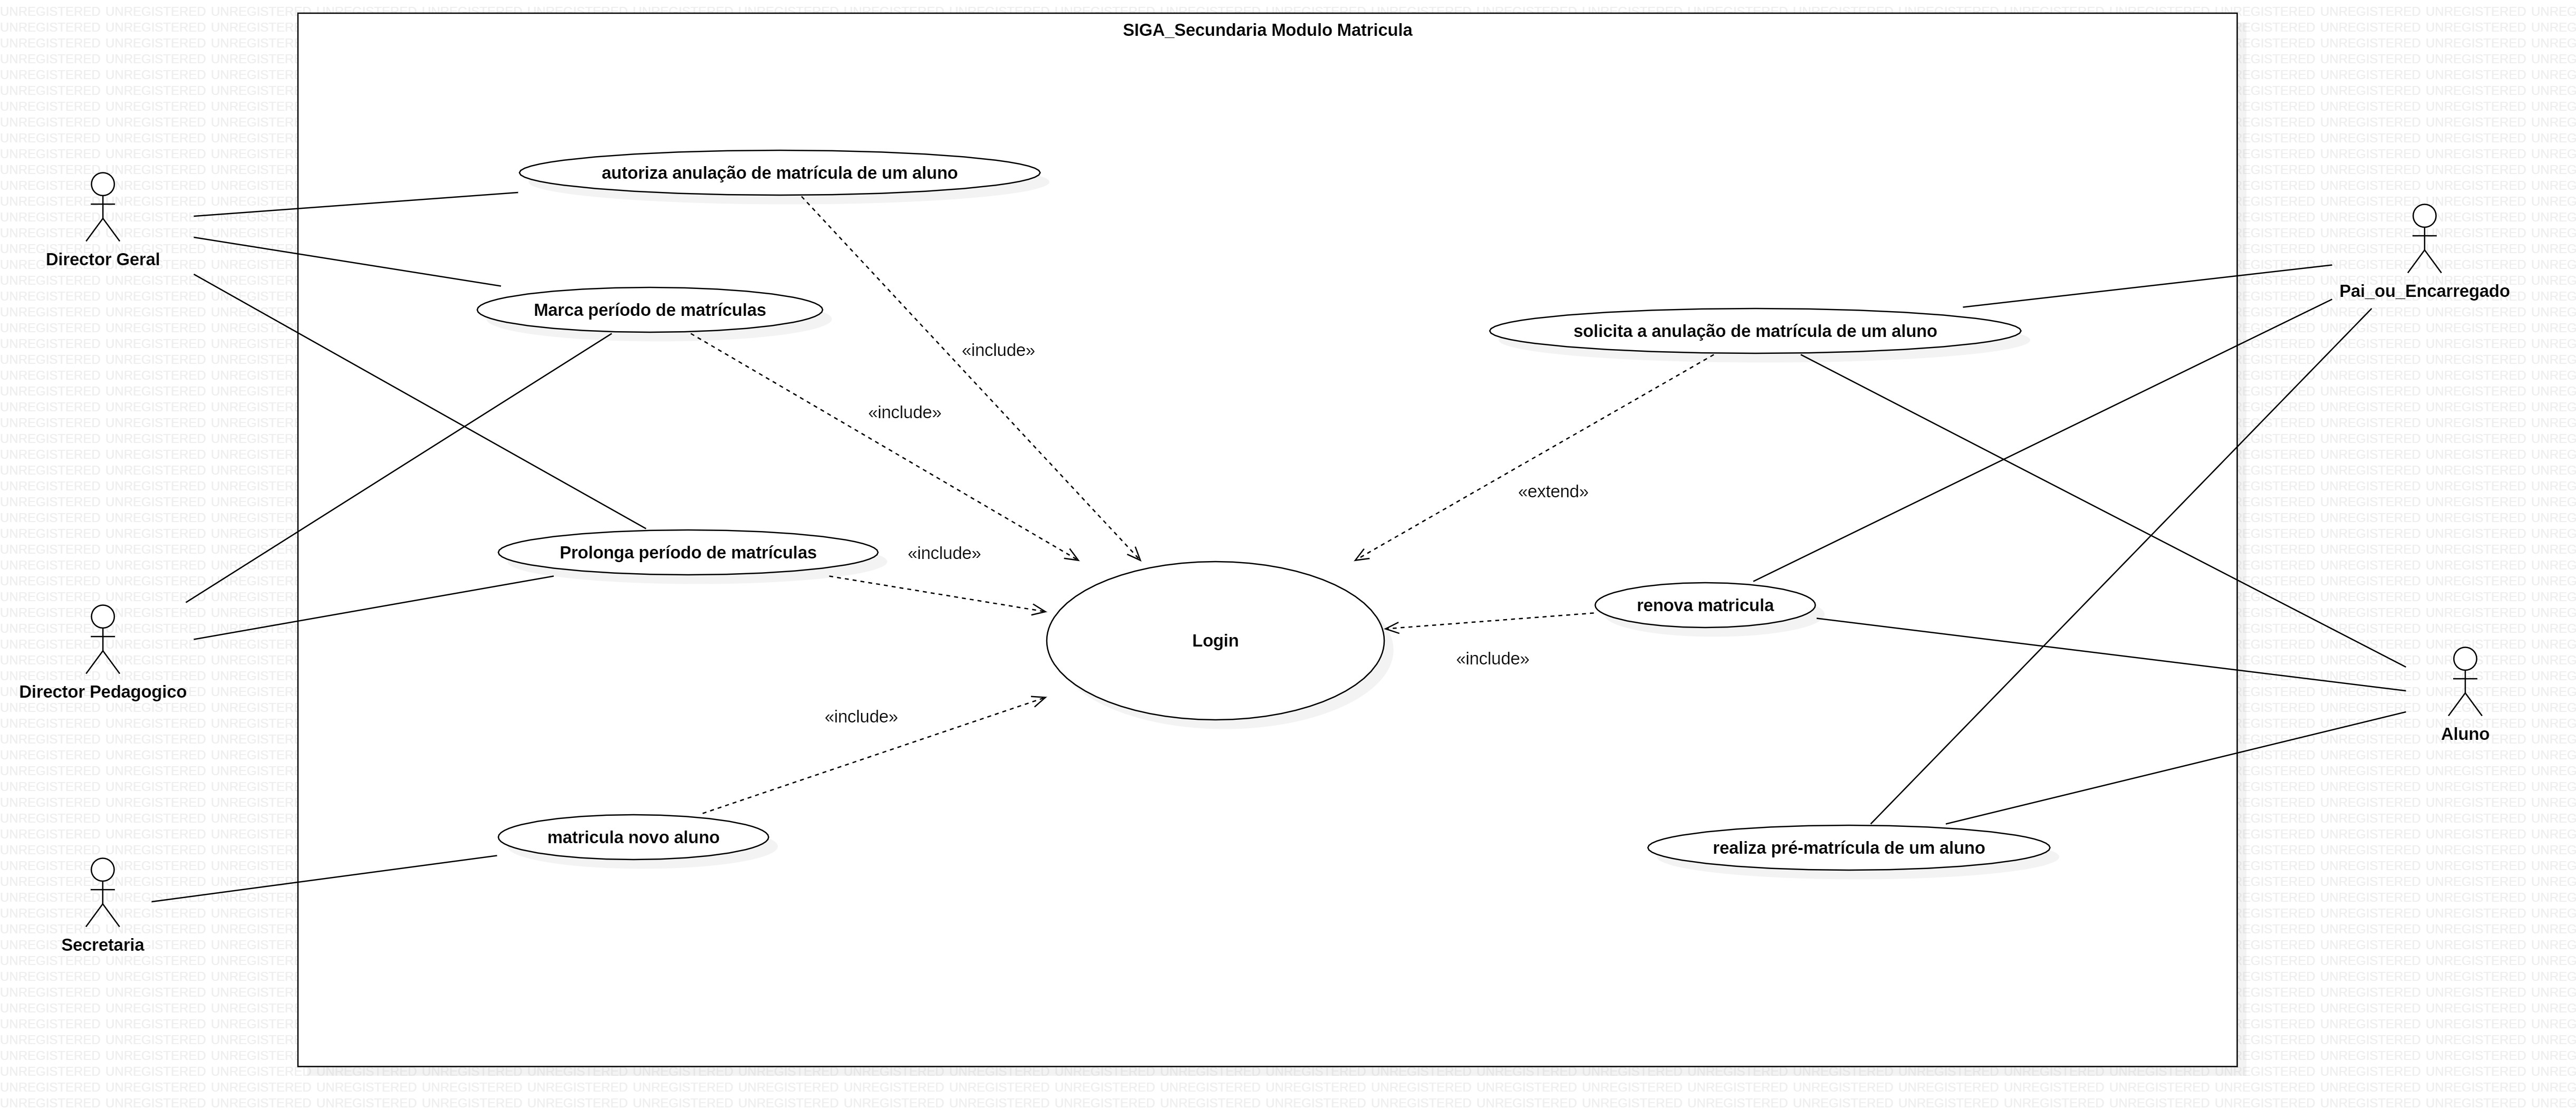 SIGA_Secundaria Modulo Matricula
autoriza anulação de matrícula de um aluno
Director Geral
Pai_ou_Encarregado
Marca período de matrículas
solicita a anulação de matrícula de um aluno
«include»
«include»
«extend»
Prolonga período de matrículas
«include»
renova matricula
Login
«include»
Director Pedagogico
«include»
Aluno
matricula novo aluno
realiza pré-matrícula de um aluno
Secretaria
UNREGISTERED